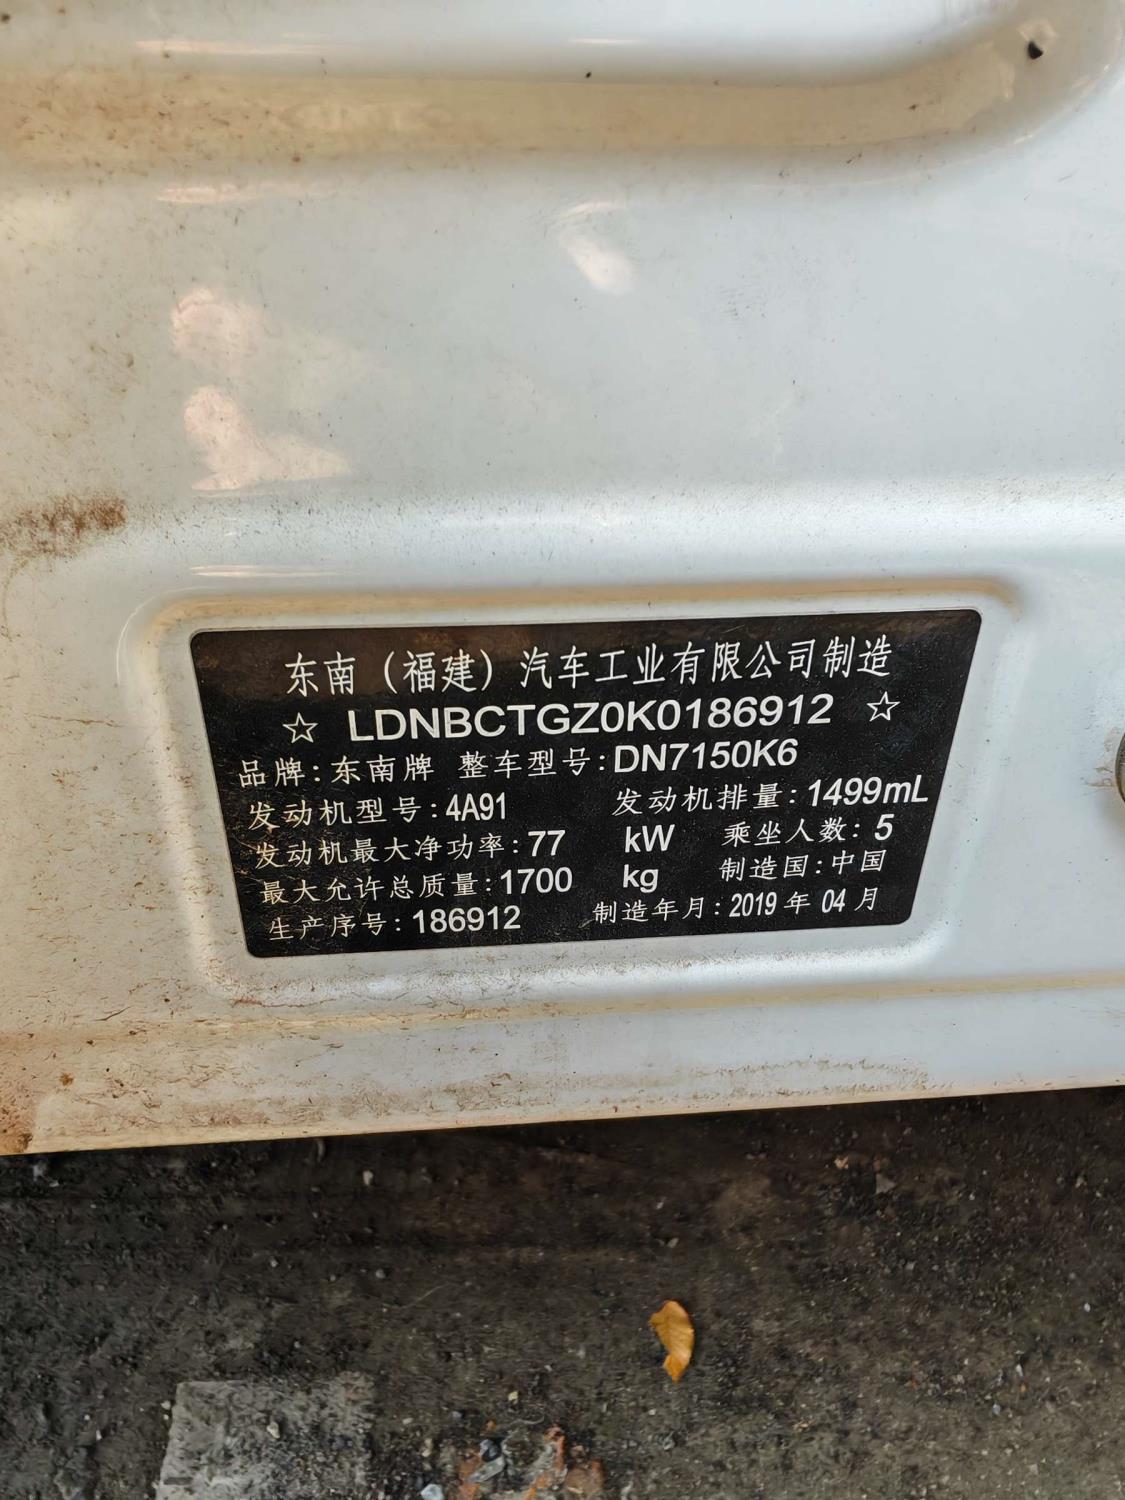 东南（福建）汽车工业有限公司制造
☆ LDNBCTGZ0K0186912 ☆
品牌：东南牌 整车型号：DN7150K6
发动机型号：4A91 发动机排量：1499mL
发动机最大净功率：77 kW 乘坐人数：5
最大允许总质量：1700 kg 制造国：中国
生产序号：186912 制造年月：2019 年 04 月